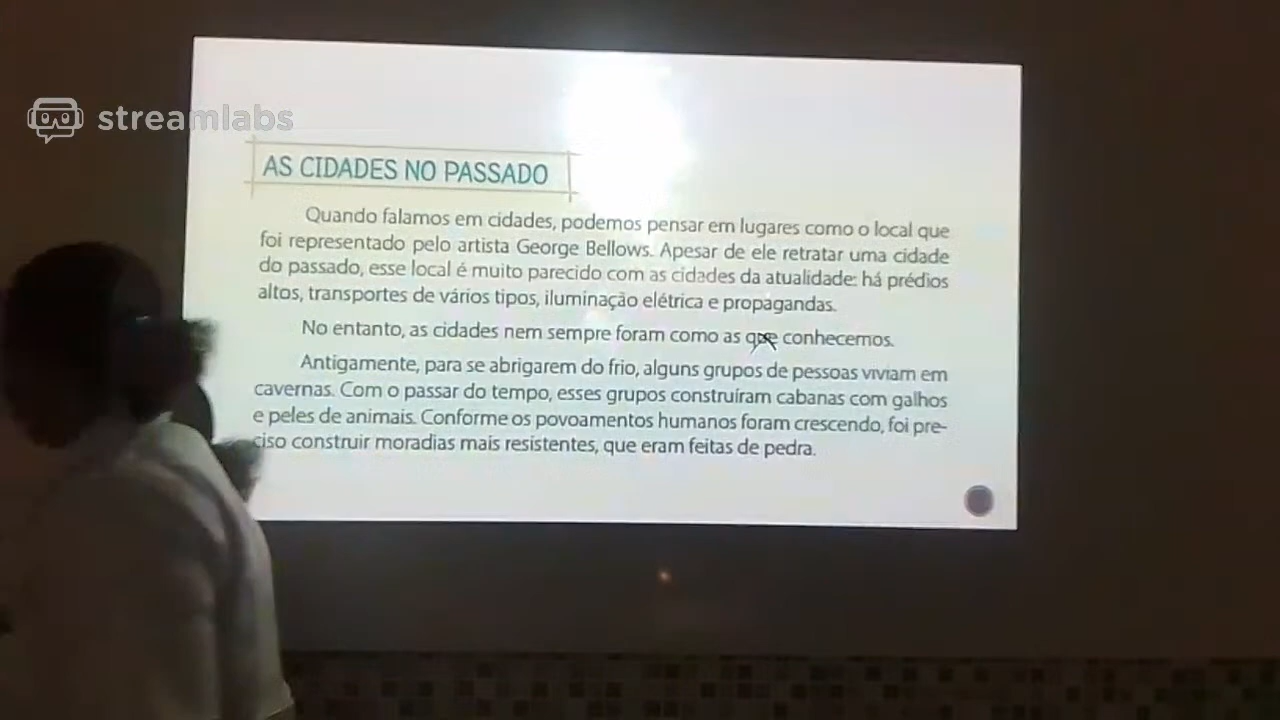 streamlabs
AS CIDADES NO PASSADO
Quando falamos em cidades, podemos pensar em lugares como o local que
foi representado pelo artista George Bellows. Apesar de ele retratar uma cidade
do passado, esse local é muito parecido com as cidades da atualidade: há prédios
altos, transportes de vários tipos, iluminação elétrica e propagandas.
No entanto, as cidades nem sempre foram como as que conhecemos.
Antigamente, para se abrigarem do frio, alguns grupos de pessoas viviam em
cavernas. Com o passar do tempo, esses grupos construíram cabanas com galhos
e peles de animais. Conforme os povoamentos humanos foram crescendo, foi pre-
ciso construir moradias mais resistentes, que eram feitas de pedra.